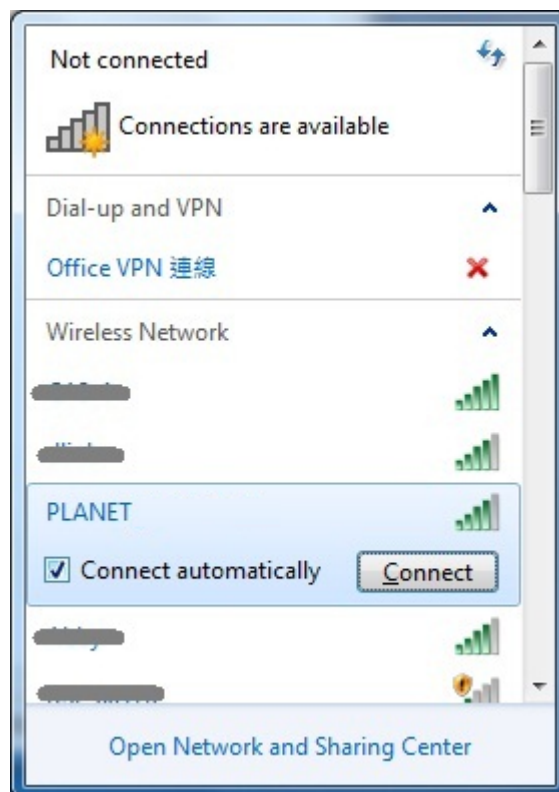 Not connected
Connections are available
Dial-up and VPN
Office VPN 連線
Wireless Network
PLANET
Connect automatically
Connect
Open Network and Sharing Center